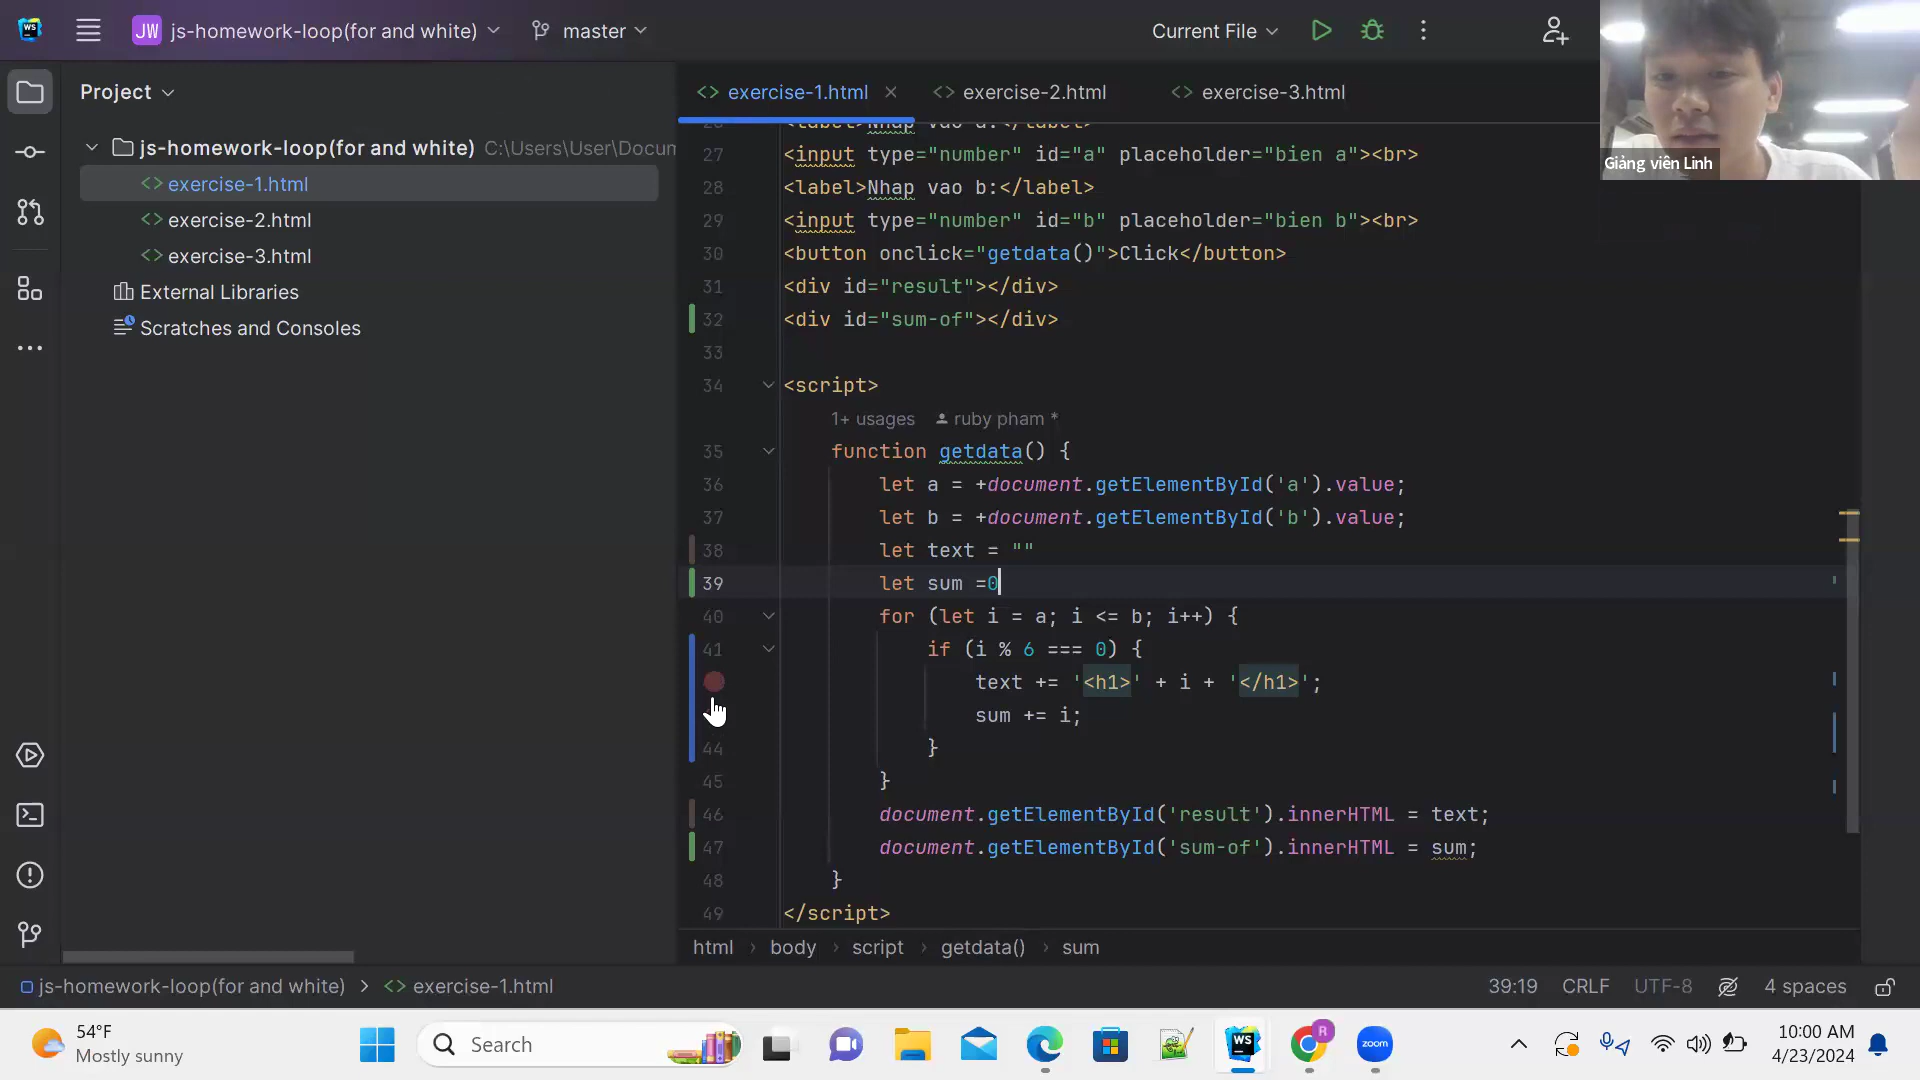 WS
JW js-homework-loop(for and white)
master
Current File
Project
js-homework-loop(for and white) C:\Users\User\Docum
exercise-1.html
exercise-2.html
exercise-3.html
External Libraries
Scratches and Consoles
exercise-1.html
exercise-2.html
exercise-3.html
Giảng viên Linh
<label>Nhap vao a:</label>
27 <input type="number" id="a" placeholder="bien a"><br>
28 <label>Nhap vao b:</label>
29 <input type="number" id="b" placeholder="bien b"><br>
30 <button onclick="getdata()">Click</button>
31 <div id="result"></div>
32 <div id="sum-of"></div>
33
34 <script>
1+ usages ruby pham *
35 function getdata() {
36 let a = +document.getElementById('a').value;
37 let b = +document.getElementById('b').value;
38 let text = ""
39 let sum =0
40 for (let i = a; i <= b; i++) {
41 if (i % 6 === 0) {
text += '<h1>' + i + '</h1>';
sum += i;
44 }
45 }
46 document.getElementById('result').innerHTML = text;
47 document.getElementById('sum-of').innerHTML = sum;
48 }
49 </script>
html > body > script > getdata() > sum
js-homework-loop(for and white) > exercise-1.html
39:19 CRLF UTF-8 4 spaces
54°F
Mostly sunny
Search
WS
R
zoom
10:00 AM
4/23/2024